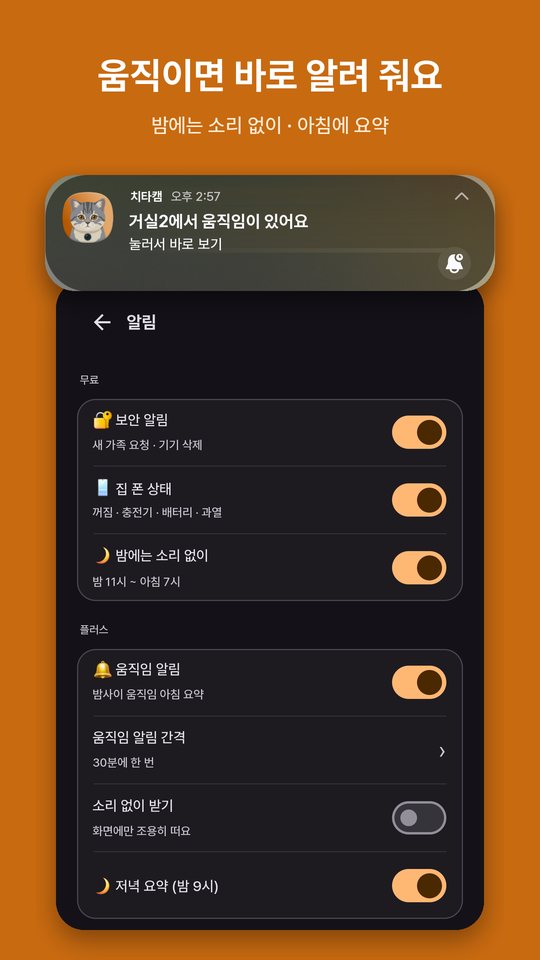 움직이면 바로 알려 줘요
밤에는 소리 없이 · 아침에 요약
치타캠 오후 2:57
거실2에서 움직임이 있어요
눌러서 바로 보기
알림
무료
보안 알림
새 가족 요청 · 기기 삭제
집 폰 상태
꺼짐 · 충전기 · 배터리 · 과열
밤에는 소리 없이
밤 11시 ~ 아침 7시
플러스
움직임 알림
밤사이 움직임 아침 요약
움직임 알림 간격
30분에 한 번
소리 없이 받기
화면에만 조용히 떠요
저녁 요약 (밤 9시)